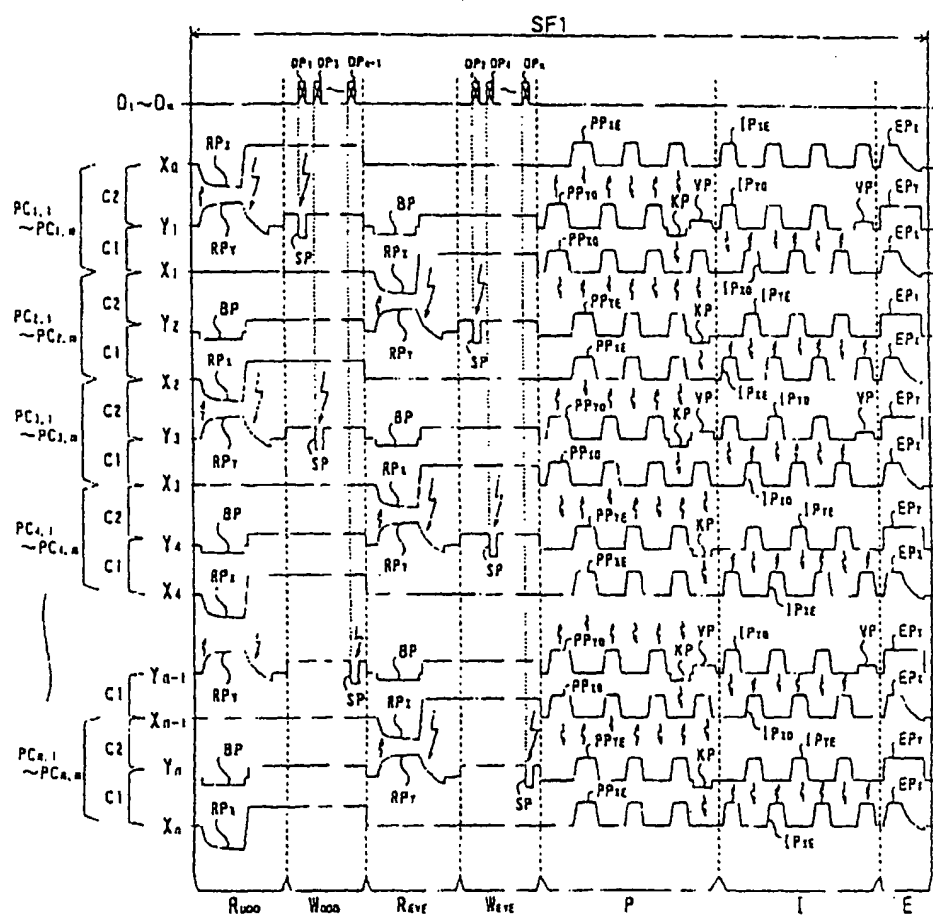 SF1
DP1 DP3 ~ DPn-1 DP2 DP4 ~ DPn
D1~Dm
PPXE IPXE EPX
X0
RPX
C2
PC1,1 ~PC1,m
PPYO KP VP IPYO VP EPY
Y1
BP
C1
RPY SP
RPX PPXO IPXO EPX
X1
C2
PC2,1 ~PC2,m
BP PPYE KP IPYE EPY
Y2
C1
RPY SP
RPX PPXE IPXE EPX
X2
C2
PC3,1 ~PC3,m
PPYO KP VP IPYO VP EPY
Y3
BP
C1
RPY SP
RPX PPXO IPXO EPX
X3
C2
PC4,1 ~PC4,m
BP PPYE KP IPYE EPY
Y4
C1
RPY SP
RPX PPXE IPXE EPX
X4
PPYO KP VP IPYO VP EPY
Yn-1
BP
C1
RPY SP
RPX PPXO IPXO EPX
Xn-1
C2
PCn,1 ~PCn,m
BP PPYE KP IPYE EPY
Yn
C1
RPY SP
RPX PPXE IPXE EPX
Xn
RODD WODD REVE WEVE P I E